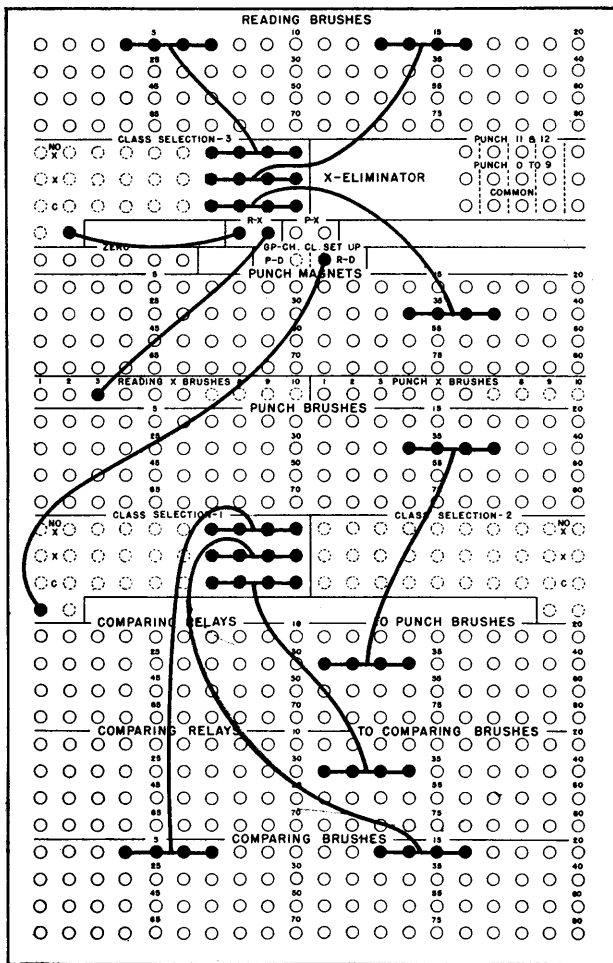 READING BRUSHES
5 10 15 20
25 30 35 40
45 50 55 60
65 70 75 80
CLASS SELECTION-3 PUNCH 11 & 12
NO X
PUNCH 0 TO 9
X X-ELIMINATOR
COMMON
C
R-X P-X
ZERO GP-CH. CL. SET UP
P-D R-D
PUNCH MAGNETS
5 15 20
25 30 35 40
45 50 55 60
65 70 75 80
1 2 3 READING X BRUSHES 8 9 10 1 2 3 PUNCH X BRUSHES 8 9 10
PUNCH BRUSHES
5 15 20
25 30 35 40
45 50 55 60
65 70 75 80
CLASS SELECTION-1 CLASS SELECTION-2
NO X NO X
X X
C C
COMPARING RELAYS 10 TO PUNCH BRUSHES 20
25 30 35 40
45 50 55 60
65 70 75 80
COMPARING RELAYS 10 TO COMPARING BRUSHES 20
25 30 35 40
45 50 55 60
65 70 75 80
5 COMPARING BRUSHES 15 20
25 30 35 40
45 50 55 60
65 70 75 80